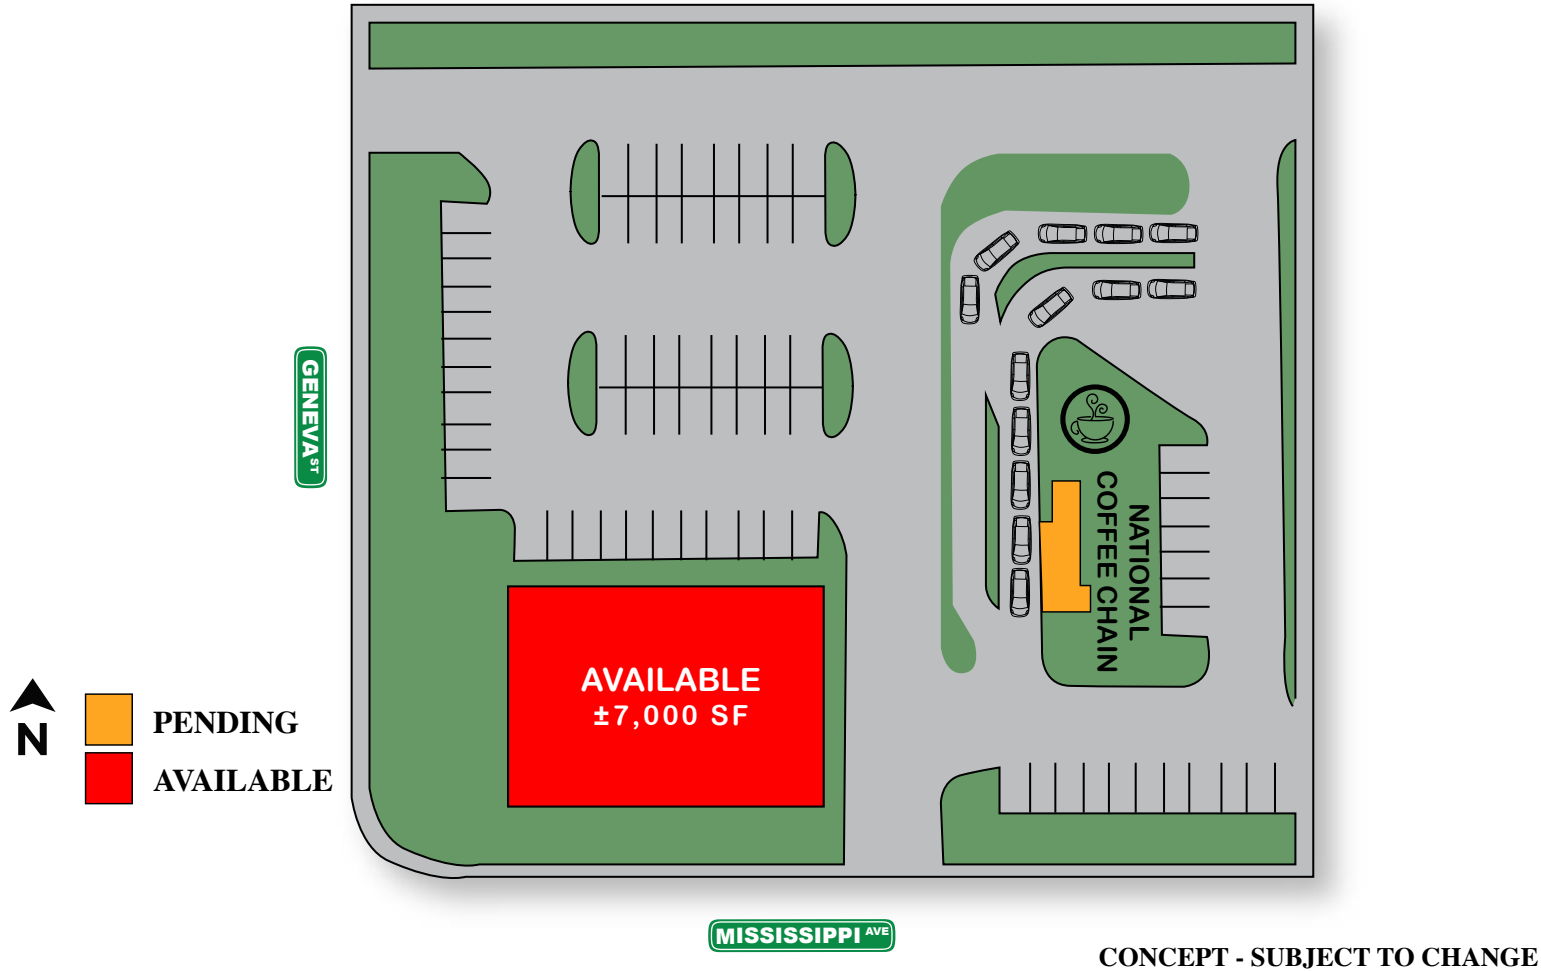 GENEVA ST
NATIONAL
COFFEE CHAIN
AVAILABLE
±7,000 SF
N
PENDING
AVAILABLE
MISSISSIPPI AVE
CONCEPT - SUBJECT TO CHANGE